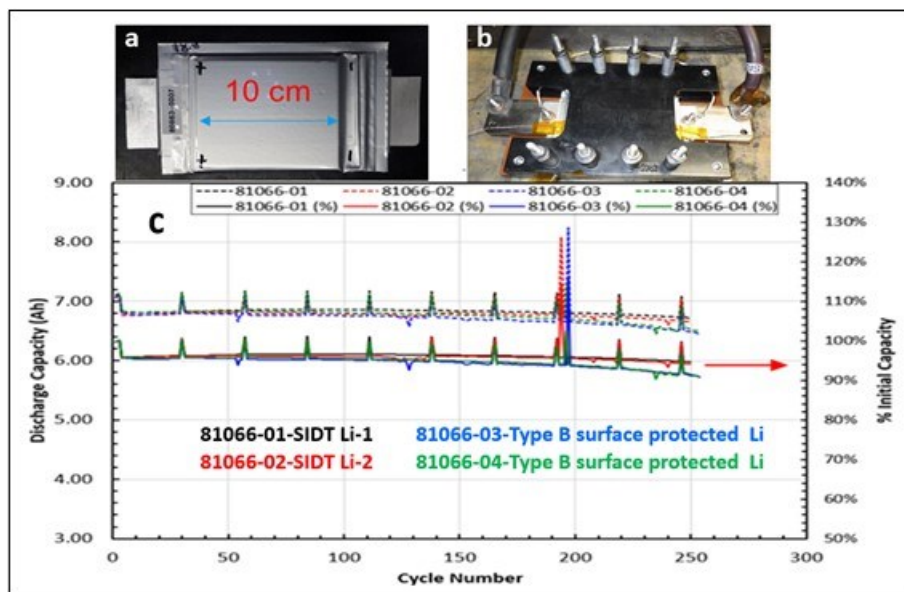 a
b
10 cm
c
81066-01 81066-02 81066-03 81066-04
81066-01 (%) 81066-02 (%) 81066-03 (%) 81066-04 (%)
Discharge Capacity (Ah)
9.00
8.00
7.00
6.00
5.00
4.00
3.00
140%
130%
120%
110%
100%
90%
80%
70%
60%
50%
% Initial Capacity
81066-01-SIDT Li-1 81066-03-Type B surface protected Li
81066-02-SIDT Li-2 81066-04-Type B surface protected Li
0 50 100 150 200 250 300
Cycle Number